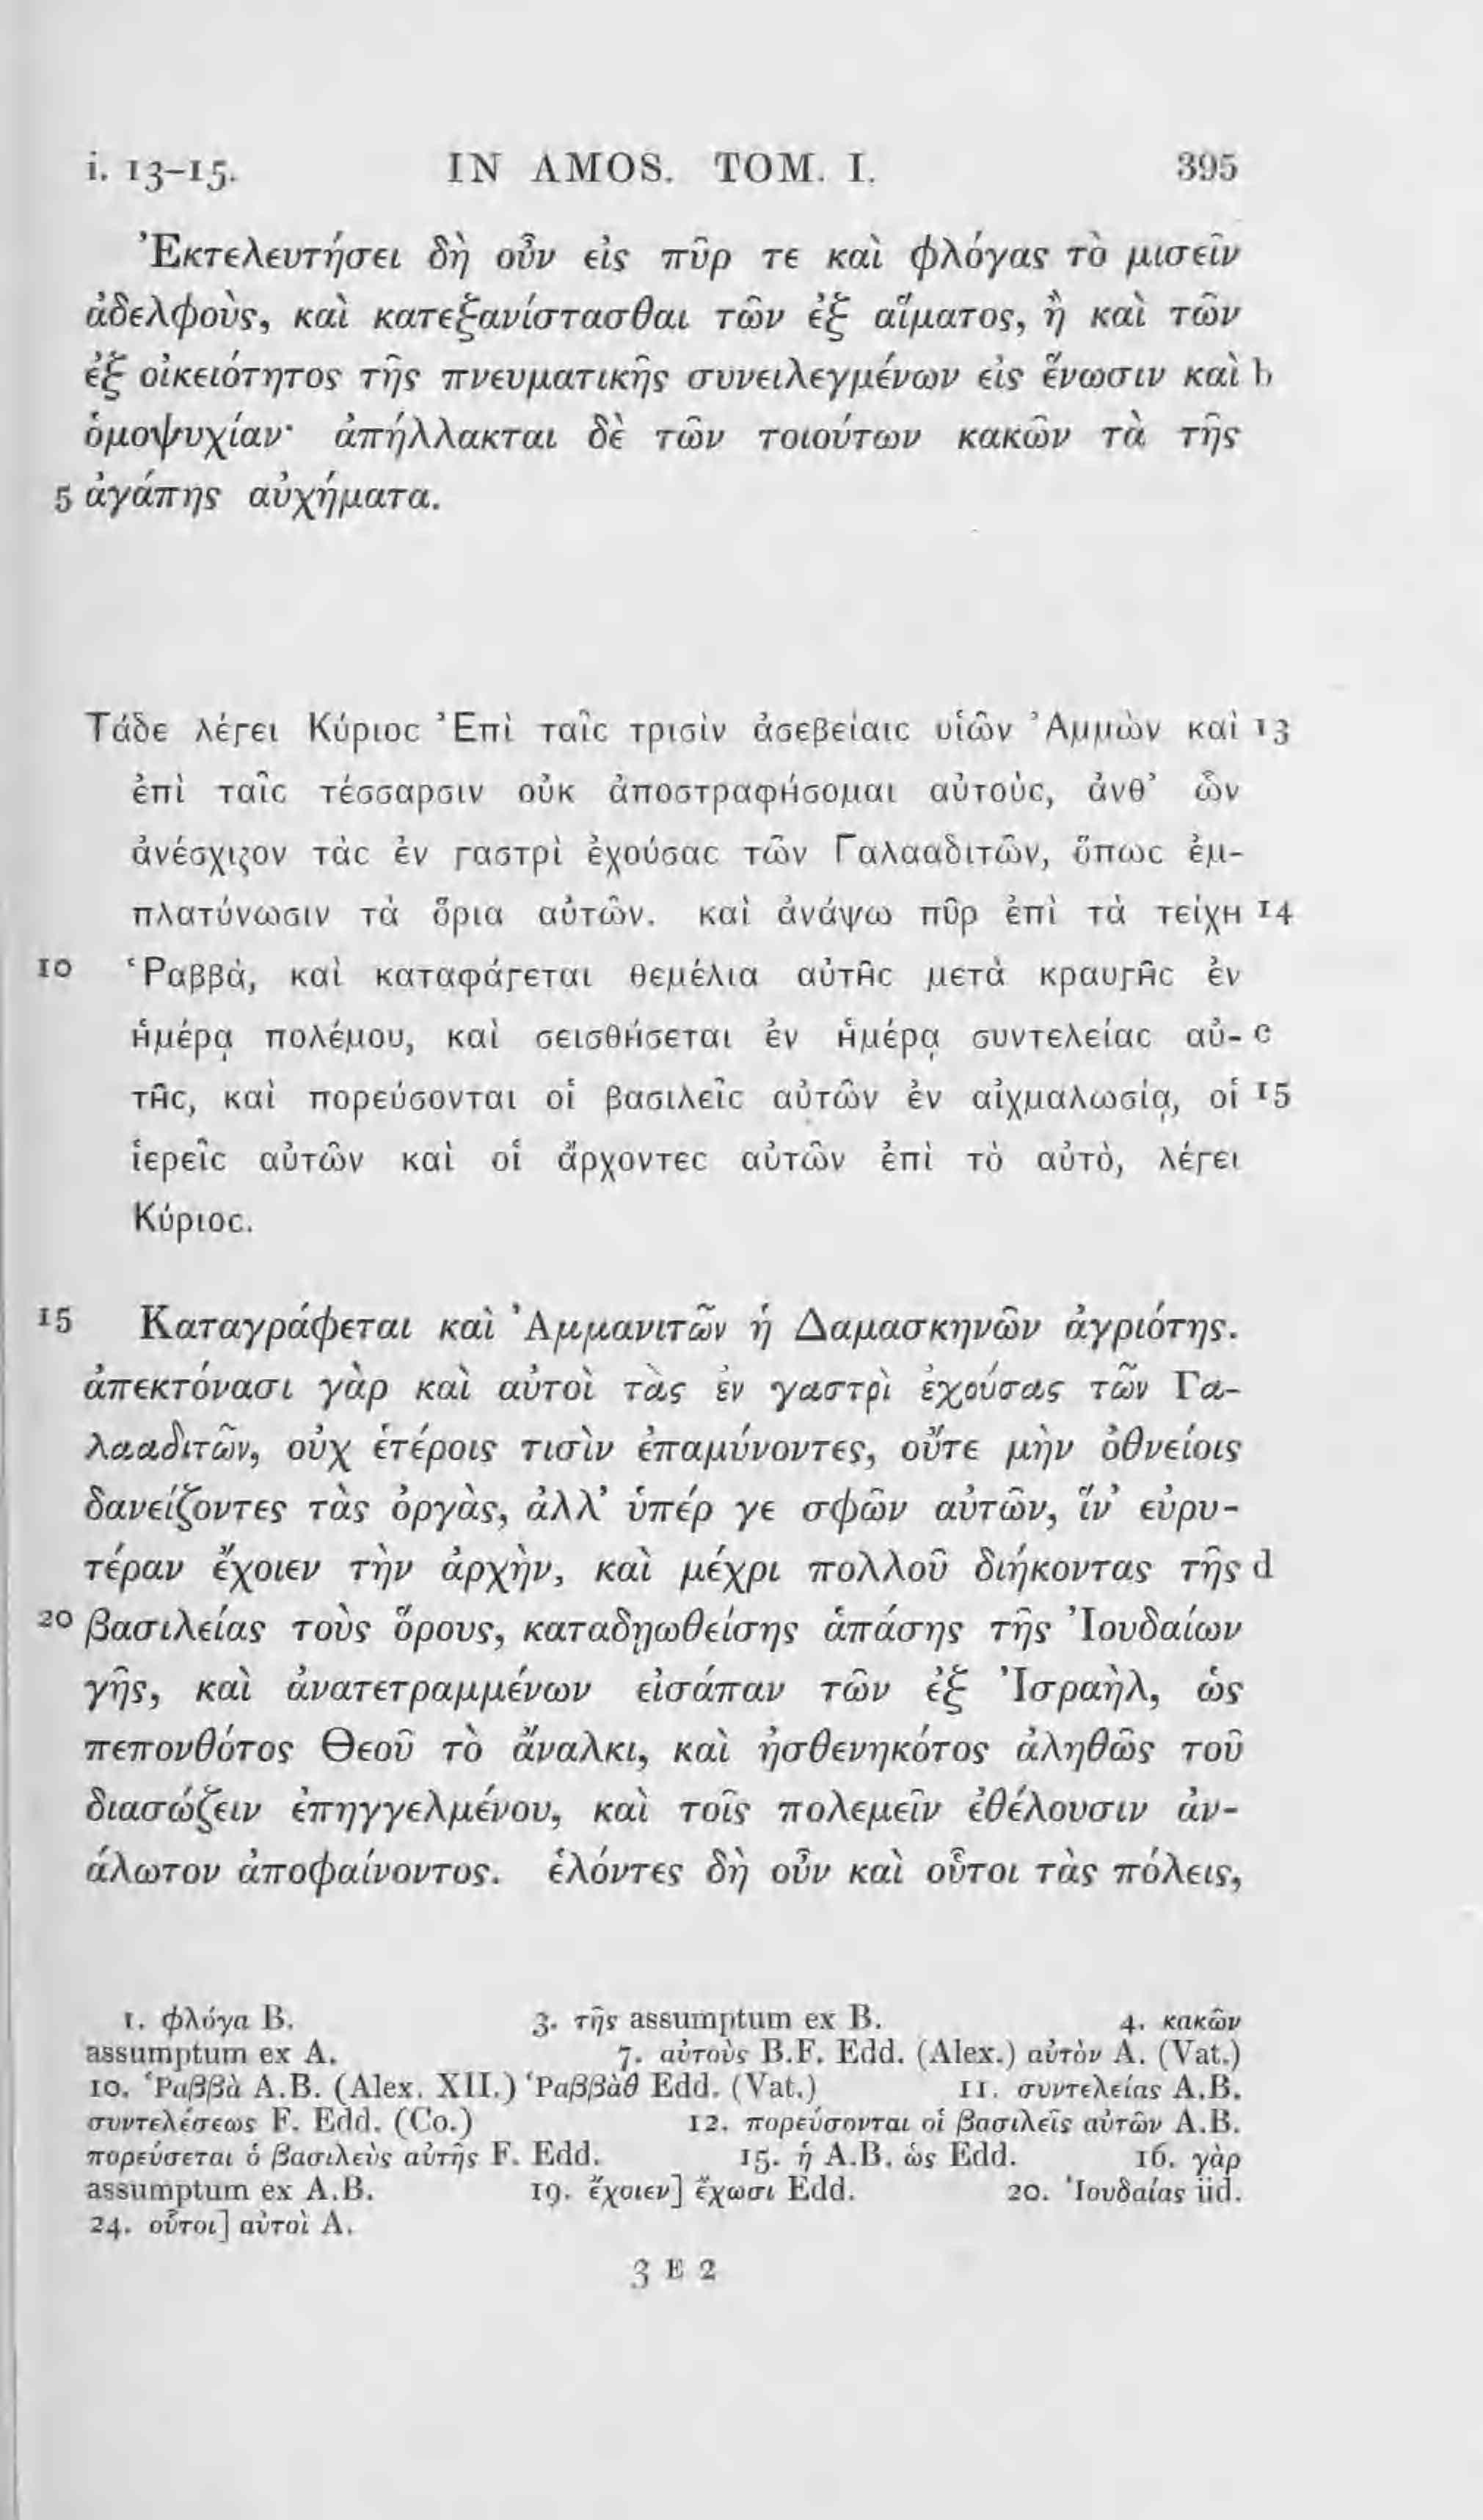 i. 13-15. IN AMOS. TOM. I. 395
Ἐκτελευτήσει δὴ οὖν εἰς πῦρ τε καὶ φλόγας τὸ μισεῖν
ἀδελφοὺς, καὶ κατεξανίστασθαι τῶν ἐξ αἵματος, ἢ καὶ τῶν
ἐξ οἰκειότητος τῆς πνευματικῆς συνειλεγμένων εἰς ἕνωσιν καὶ b
ὁμοψυχίαν· ἀπήλλακται δὲ τῶν τοιούτων κακῶν τὰ τῆς
5 ἀγάπης αὐχήματα.
Τάδε λέγει Κύριος Ἐπὶ ταῖς τρισὶν ἀσεβείαις υἱῶν Ἀμμὼν καὶ 13
ἐπὶ ταῖς τέσσαρσιν οὐκ ἀποστραφήσομαι αὐτοὺς, ἀνθ’ ὧν
ἀνέσχιζον τὰς ἐν γαστρὶ ἐχούσας τῶν Γαλααδιτῶν, ὅπως ἐμ-
πλατύνωσιν τὰ ὅρια αὐτῶν. καὶ ἀνάψω πῦρ ἐπὶ τὰ τείχη 14
10 Ῥαββὰ, καὶ καταφάγεται θεμέλια αὐτῆς μετὰ κραυγῆς ἐν
ἡμέρᾳ πολέμου, καὶ σεισθήσεται ἐν ἡμέρᾳ συντελείας αὐ- c
τῆς, καὶ πορεύσονται οἱ βασιλεῖς αὐτῶν ἐν αἰχμαλωσίᾳ, οἱ 15
ἱερεῖς αὐτῶν καὶ οἱ ἄρχοντες αὐτῶν ἐπὶ τὸ αὐτὸ, λέγει
Κύριος.
15 Καταγράφεται καὶ Ἀμμανιτῶν ἡ Δαμασκηνῶν ἀγριότης.
ἀπεκτόνασι γὰρ καὶ αὐτοὶ τὰς ἐν γαστρὶ ἐχούσας τῶν Γα-
λααδιτῶν, οὐχ ἑτέροις τισὶν ἐπαμύνοντες, οὔτε μὴν ὀθνείοις
δανείζοντες τὰς ὀργὰς, ἀλλ’ ὑπέρ γε σφῶν αὐτῶν, ἵν’ εὐρυ-
τέραν ἔχοιεν τὴν ἀρχὴν, καὶ μέχρι πολλοῦ διήκοντας τῆς d
20 βασιλείας τοὺς ὅρους, καταδῃωθείσης ἁπάσης τῆς Ἰουδαίων
γῆς, καὶ ἀνατετραμμένων εἰσάπαν τῶν ἐξ Ἰσραὴλ, ὡς
πεπονθότος Θεοῦ τὸ ἄναλκι, καὶ ἠσθενηκότος ἀληθῶς τοῦ
διασώζειν ἐπηγγελμένου, καὶ τοῖς πολεμεῖν ἐθέλουσιν ἀν-
άλωτον ἀποφαίνοντος. ἑλόντες δὴ οὖν καὶ οὗτοι τὰς πόλεις,
1. φλόγα B. 3. τῆς assumptum ex B. 4. κακῶν
assumptum ex A. 7. αὐτοὺς B.F. Edd. (Alex.) αὐτὸν A. (Vat.)
10. Ῥαββὰ A.B. (Alex. XII.) Ῥαββὰθ Edd. (Vat.) 11. συντελείας A.B.
συντελέσεως F. Edd. (Co.) 12. πορεύσονται οἱ βασιλεῖς αὐτῶν A.B.
πορεύσεται ὁ βασιλεὺς αὐτῆς F. Edd. 15. ἡ A.B. ὡς Edd. 16. γὰρ
assumptum ex A.B. 19. ἔχοιεν] ἔχωσι Edd. 20. Ἰουδαίας iid.
24. οὗτοι] αὐτοὶ A.
3 E 2